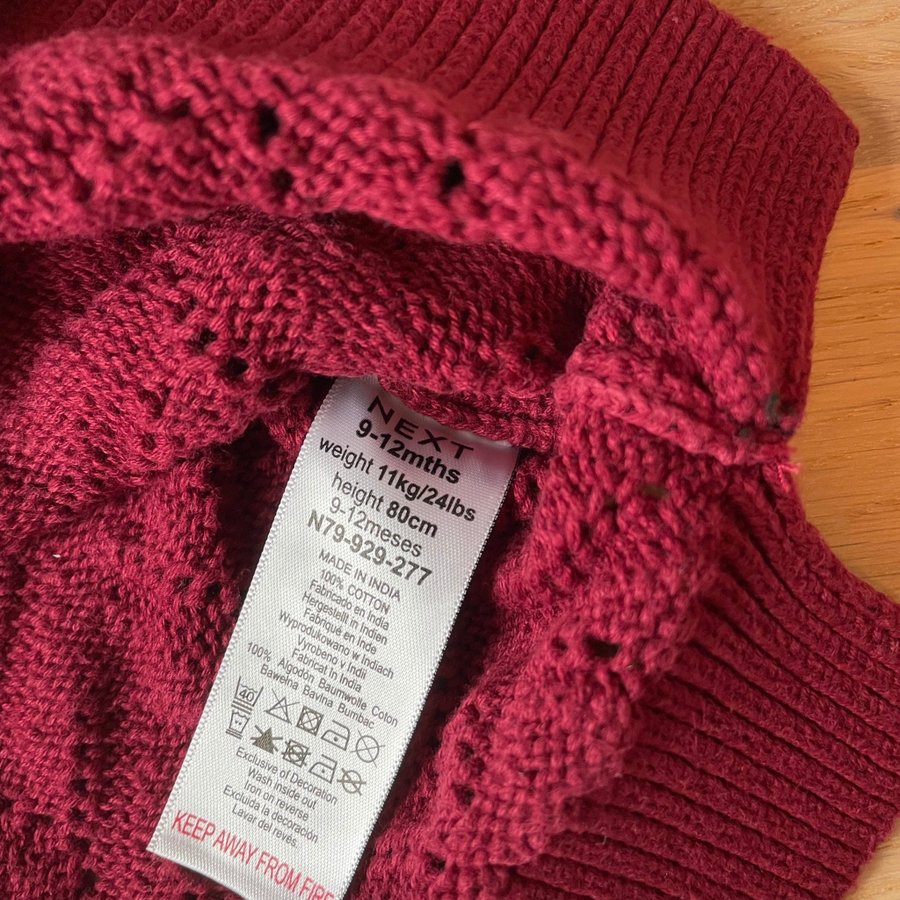 NEXT
9-12mths
weight 11kg/24lbs
height 80cm
9-12meses
N79-929-277
MADE IN INDIA
100% COTTON
Fabricado en India
Hergestellt in Indien
Fabriqué en Inde
Wyprodukowano w Indiach
Vyrobeno v Indii
Fabricat în India
100% Algodon Baumwolle Coton
Bawełna Bavlna Bumbac
40
Exclusive of Decoration
Wash inside out
Iron on reverse
Excluida la decoración
Lavar del revés.
KEEP AWAY FROM FIRE